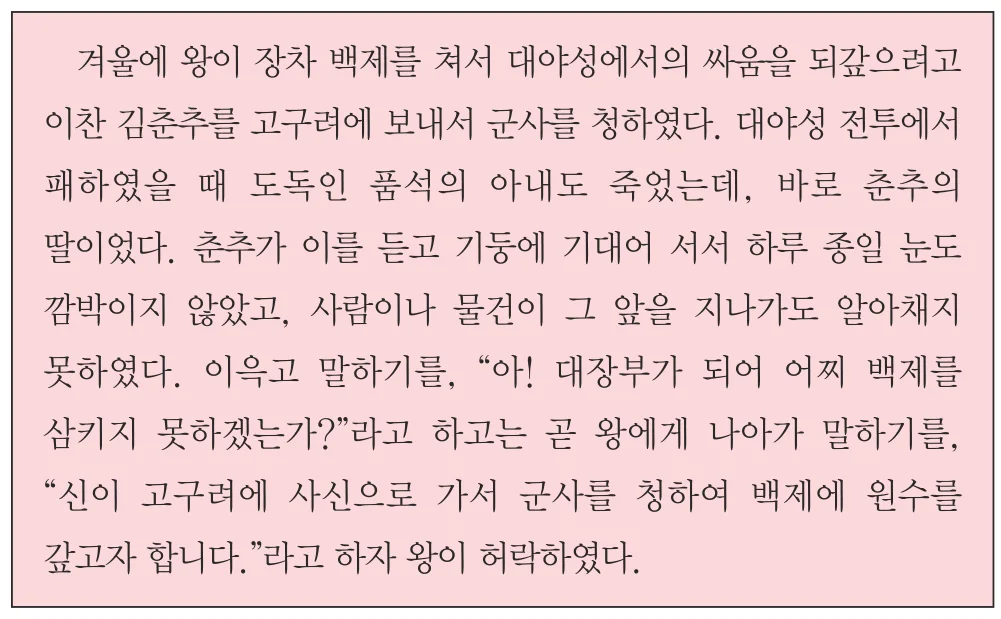 겨울에 왕이 장차 백제를 쳐서 대야성에서의 싸움을 되갚으려고
이찬 김춘추를 고구려에 보내서 군사를 청하였다. 대야성 전투에서
패하였을 때 도독인 품석의 아내도 죽었는데, 바로 춘추의
딸이었다. 춘추가 이를 듣고 기둥에 기대어 서서 하루 종일 눈도
깜박이지 않았고, 사람이나 물건이 그 앞을 지나가도 알아채지
못하였다. 이윽고 말하기를, “아! 대장부가 되어 어찌 백제를
삼키지 못하겠는가?”라고 하고는 곧 왕에게 나아가 말하기를,
“신이 고구려에 사신으로 가서 군사를 청하여 백제에 원수를
갚고자 합니다.”라고 하자 왕이 허락하였다.